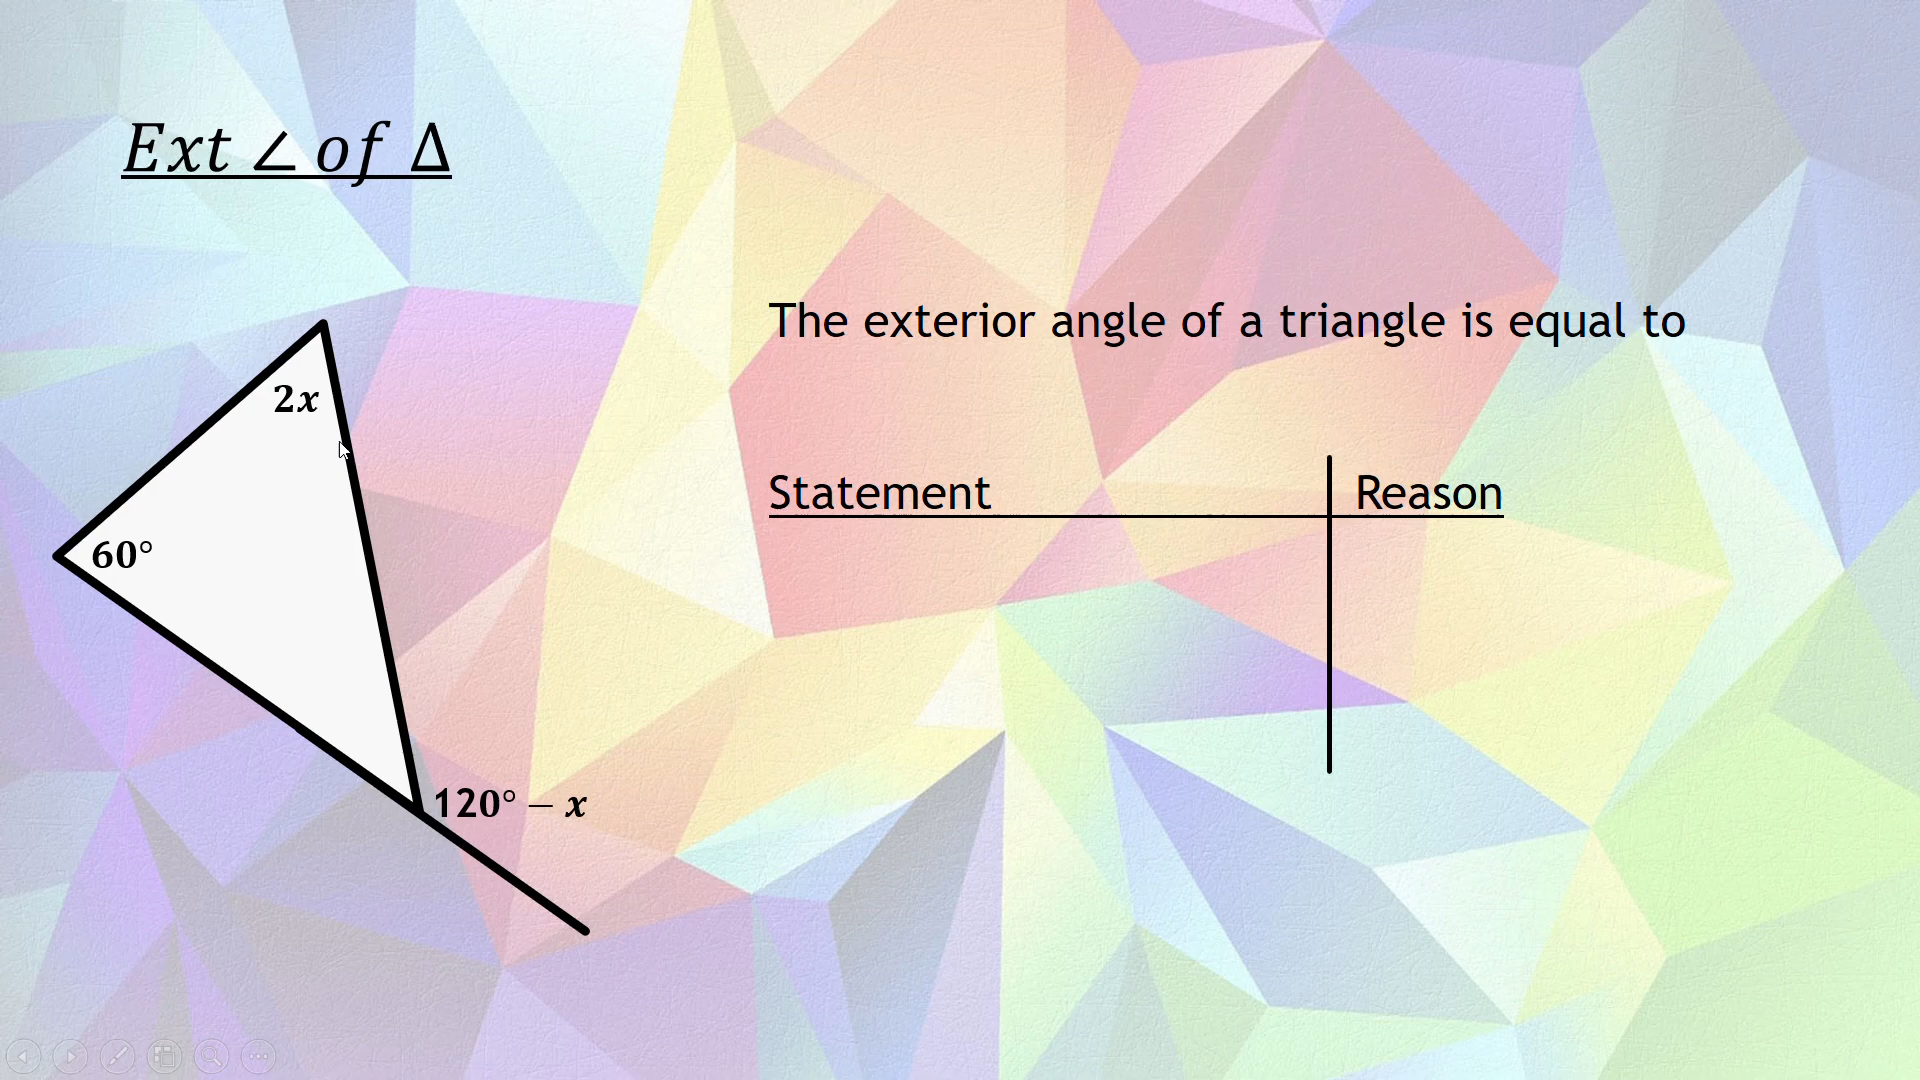 Ext ∠ of Δ
The exterior angle of a triangle is equal to
2x
Statement Reason
60°
120° − x